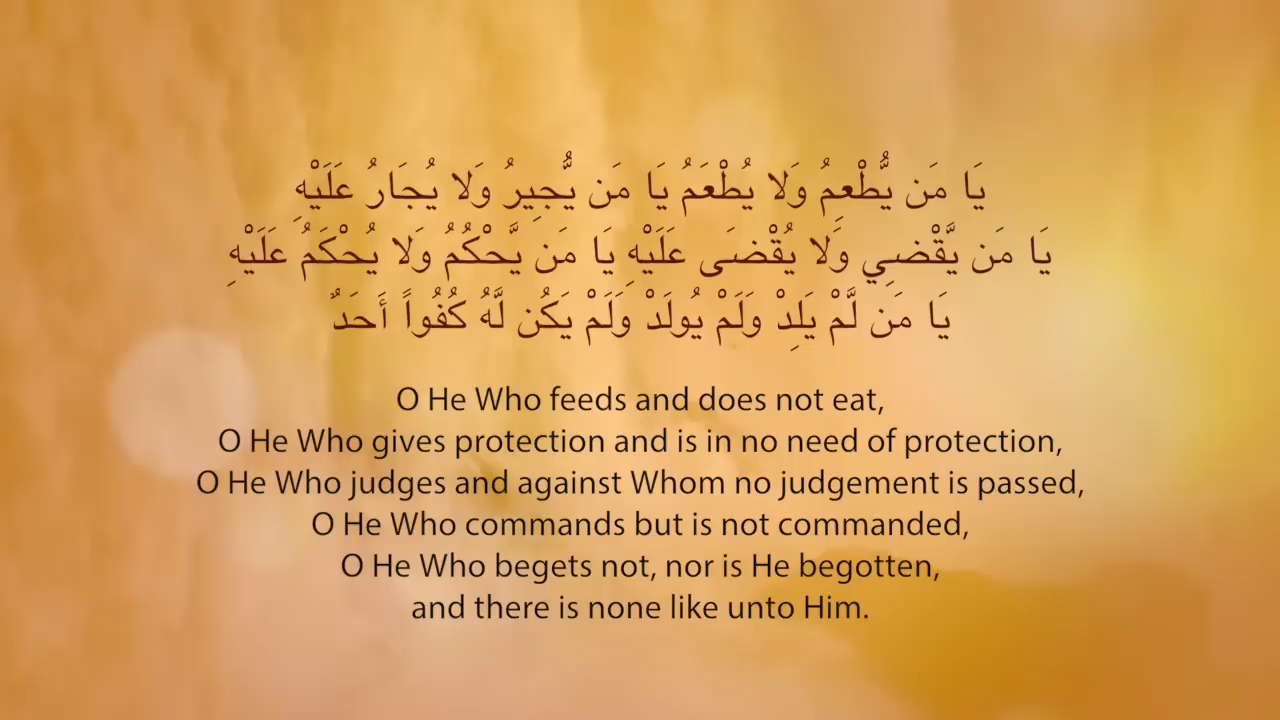 يَا مَن يُّطْعِمُ وَلا يُطْعَمُ يَا مَن يُّجِيرُ وَلا يُجَارُ عَلَيْهِ
يَا مَن يَّقْضِي وَلا يُقْضَى عَلَيْهِ يَا مَن يَّحْكُمُ وَلا يُحْكَمُ عَلَيْهِ
يَا مَن لَّمْ يَلِدْ وَلَمْ يُولَدْ وَلَمْ يَكُن لَّهُ كُفُواً أَحَدٌ
O He Who feeds and does not eat,
O He Who gives protection and is in no need of protection,
O He Who judges and against Whom no judgement is passed,
O He Who commands but is not commanded,
O He Who begets not, nor is He begotten,
and there is none like unto Him.